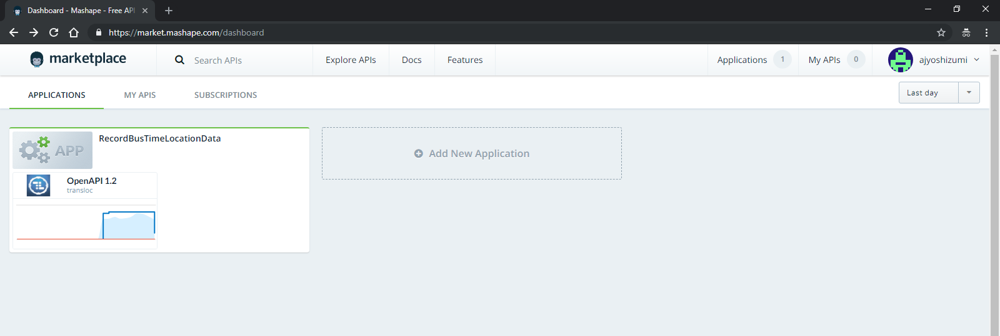 Dashboard - Mashape - Free API
https://market.mashape.com/dashboard
marketplace
Search APIs
Explore APIs
Docs
Features
Applications 1
My APIs 0
ajyoshizumi
APPLICATIONS
MY APIS
SUBSCRIPTIONS
Last day
APP
RecordBusTimeLocationData
Add New Application
OpenAPI 1.2
transloc